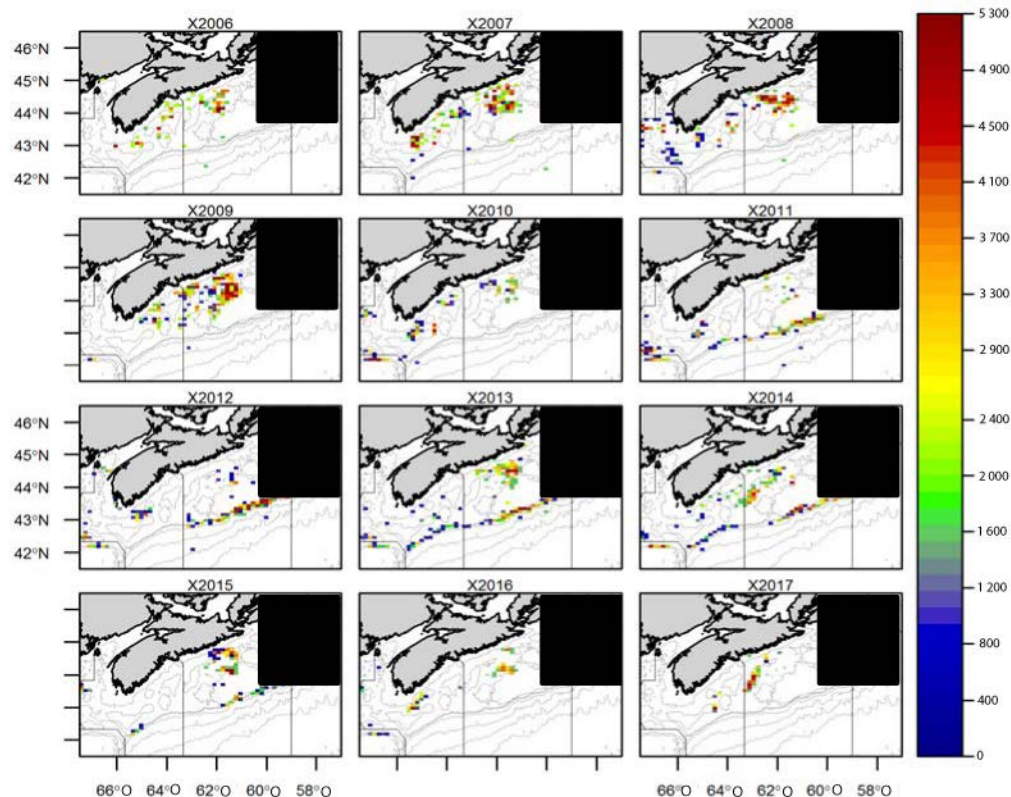 X2006 X2007 X2008 5 300
46°N
45°N 4 900
44°N 4 500
43°N
42°N 4 100
X2009 X2010 X2011
3 700
3 300
2 900
X2012 X2013 X2014
46°N 2 400
45°N
44°N 2 000
43°N 1 600
42°N
X2015 X2016 X2017
1 200
800
400
0
66°O 64°O 62°O 60°O 58°O 66°O 64°O 62°O 60°O 58°O